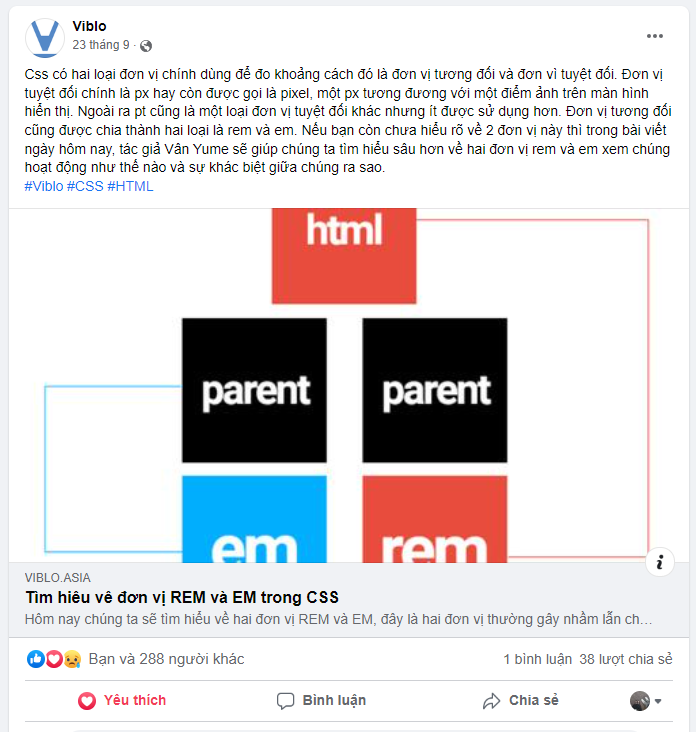 Viblo
23 tháng 9 ·
Css có hai loại đơn vị chính dùng để đo khoảng cách đó là đơn vị tương đối và đơn vì tuyệt đối. Đơn vị
tuyệt đối chính là px hay còn được gọi là pixel, một px tương đương với một điểm ảnh trên màn hình
hiển thị. Ngoài ra pt cũng là một loại đơn vị tuyệt đối khác nhưng ít được sử dụng hơn. Đơn vị tương đối
cũng được chia thành hai loại là rem và em. Nếu bạn còn chưa hiểu rõ về 2 đơn vị này thì trong bài viết
ngày hôm nay, tác giả Vân Yume sẽ giúp chúng ta tìm hiểu sâu hơn về hai đơn vị rem và em xem chúng
hoạt động như thế nào và sự khác biệt giữa chúng ra sao.
#Viblo #CSS #HTML
html
parent parent
em rem
VIBLO.ASIA
Tìm hiểu về đơn vị REM và EM trong CSS
Hôm nay chúng ta sẽ tìm hiểu về hai đơn vị REM và EM, đây là hai đơn vị thường gây nhầm lẫn ch…
Bạn và 288 người khác 1 bình luận 38 lượt chia sẻ
Yêu thích Bình luận Chia sẻ